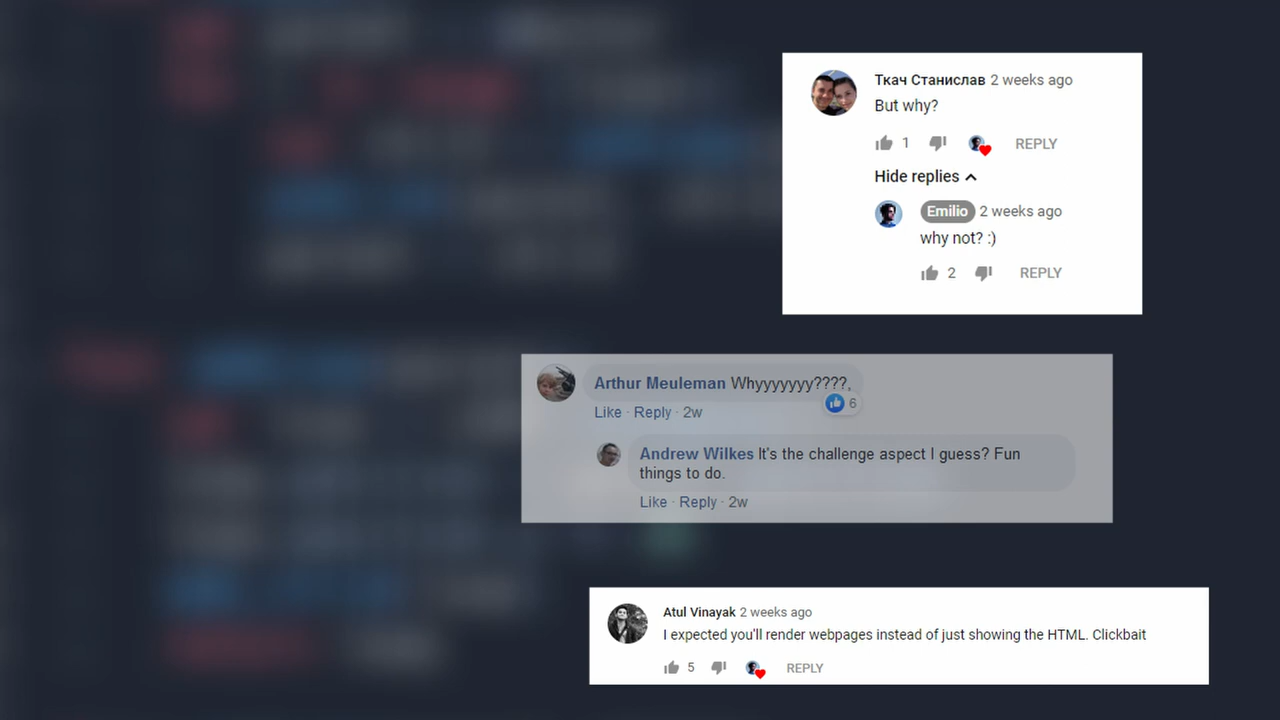 Ткач Станислав 2 weeks ago
But why?
1 REPLY
Hide replies
Emilio 2 weeks ago
why not? :)
2 REPLY
Arthur Meuleman Whyyyyyyy????,
6
Like · Reply · 2w
Andrew Wilkes It's the challenge aspect I guess? Fun
things to do.
Like · Reply · 2w
Atul Vinayak 2 weeks ago
I expected you'll render webpages instead of just showing the HTML. Clickbait
5 REPLY